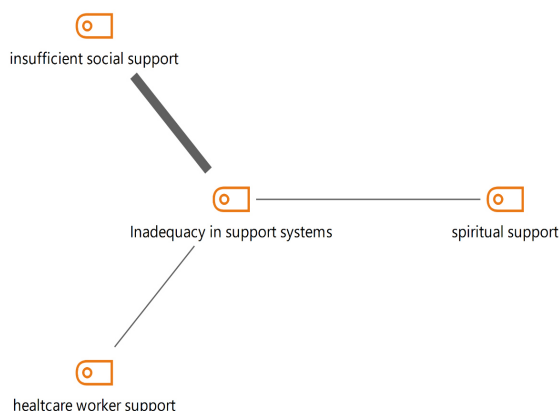 insufficient social support
Inadequacy in support systems
spiritual support
healtcare worker support